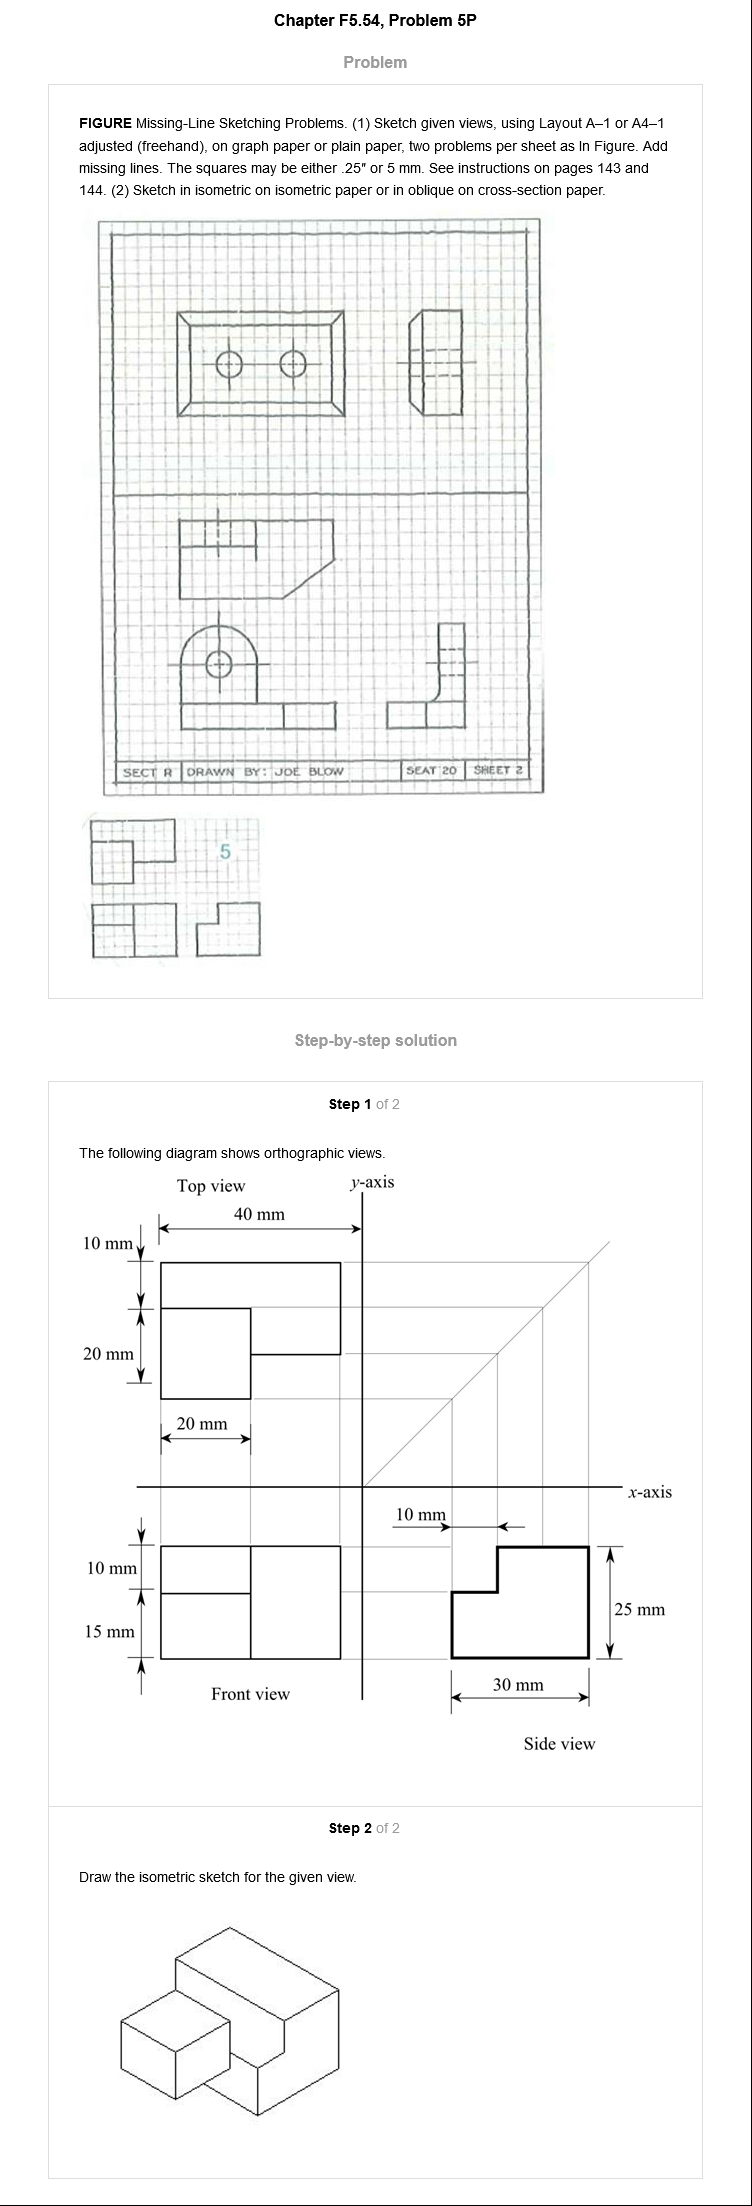 Chapter F5.54, Problem 5P
Problem
FIGURE Missing-Line Sketching Problems. (1) Sketch given views, using Layout A–1 or A4–1
adjusted (freehand), on graph paper or plain paper, two problems per sheet as In Figure. Add
missing lines. The squares may be either .25″ or 5 mm. See instructions on pages 143 and
144. (2) Sketch in isometric on isometric paper or in oblique on cross-section paper.
SECT R DRAWN BY: JOE BLOW SEAT 20 SHEET 2
5
Step-by-step solution
Step 1 of 2
The following diagram shows orthographic views.
Top view
y-axis
40 mm
10 mm
20 mm
20 mm
x-axis
10 mm
10 mm
25 mm
15 mm
30 mm
Front view
Side view
Step 2 of 2
Draw the isometric sketch for the given view.